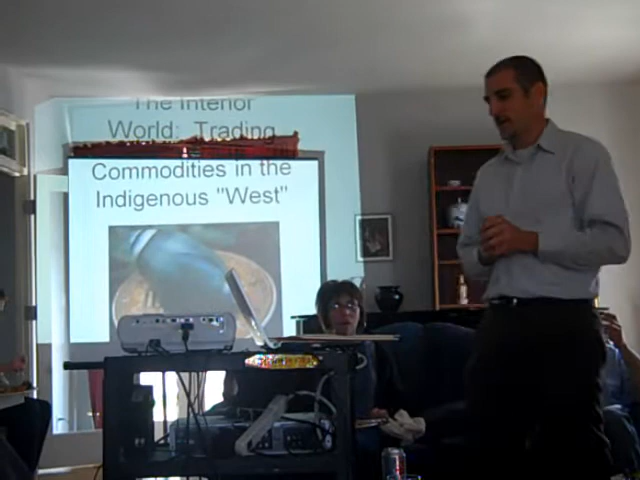 The Interior
World: Trading
Commodities in the
Indigenous "West"